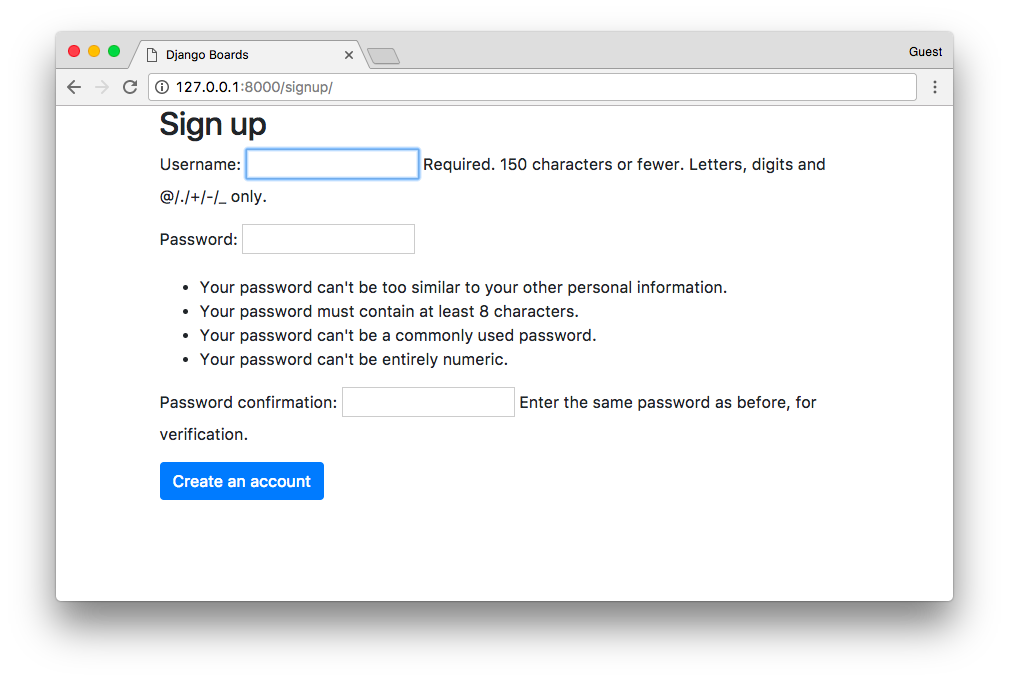 Django Boards
Guest
127.0.0.1:8000/signup/
Sign up
Username: Required. 150 characters or fewer. Letters, digits and
@/./+/-/_ only.
Password:
Your password can't be too similar to your other personal information.
Your password must contain at least 8 characters.
Your password can't be a commonly used password.
Your password can't be entirely numeric.
Password confirmation: Enter the same password as before, for
verification.
Create an account